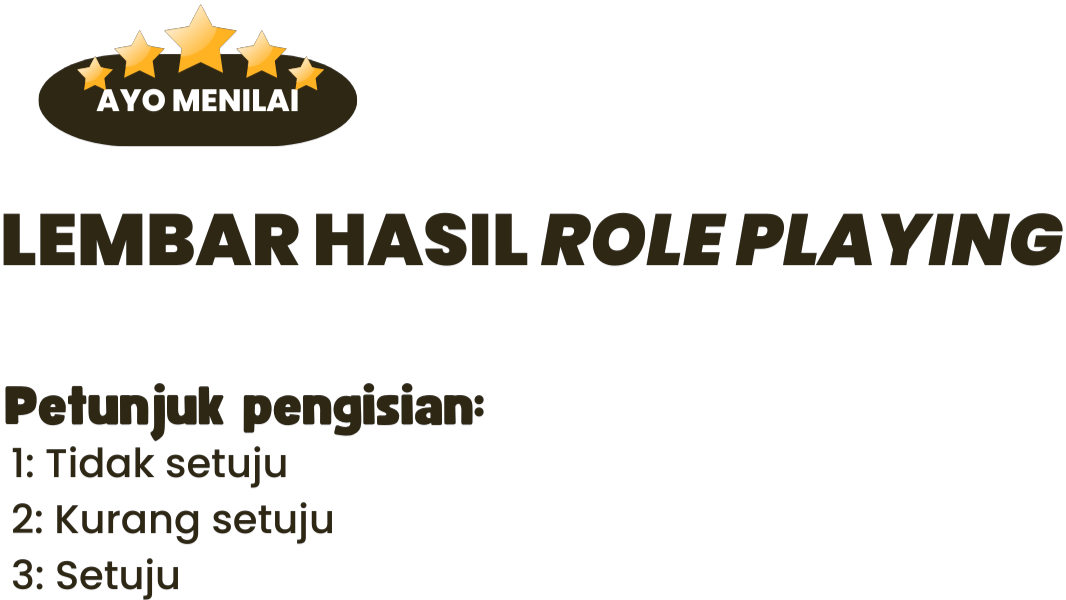 AYO MENILAI
LEMBAR HASIL ROLE PLAYING
Petunjuk pengisian:
1: Tidak setuju
2: Kurang setuju
3: Setuju